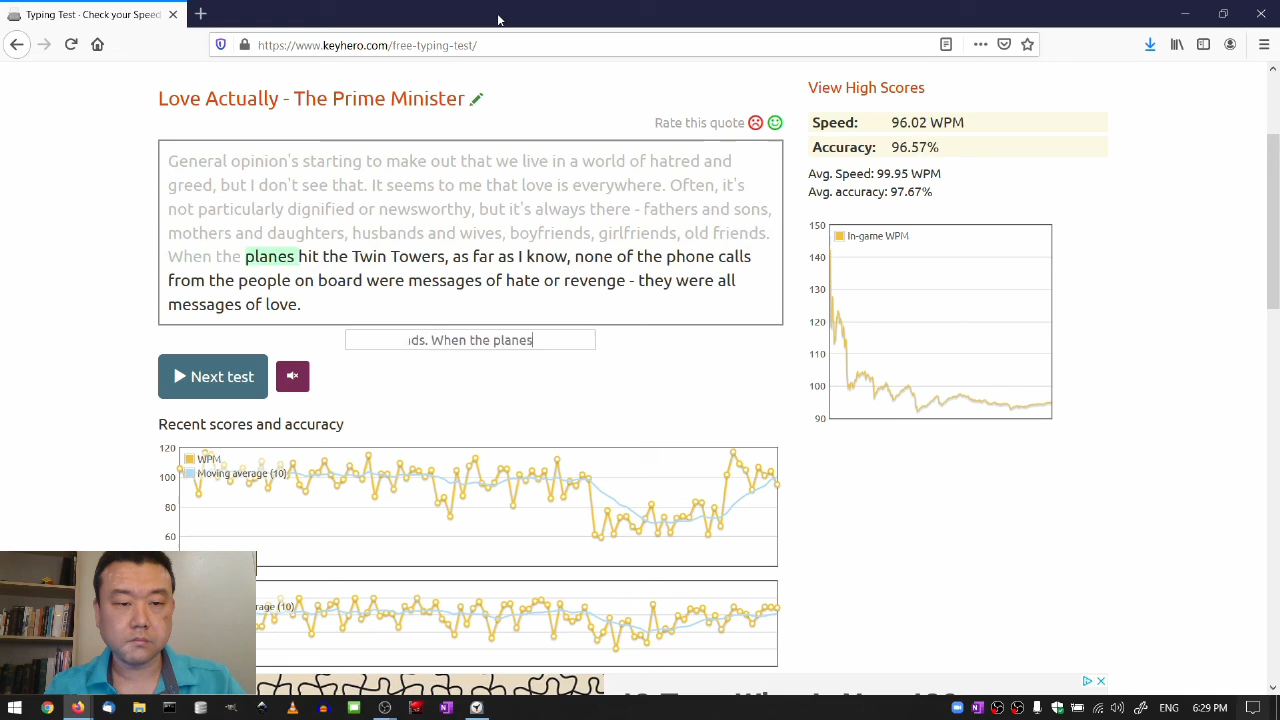 Typing Test - Check your Speed
https://www.keyhero.com/free-typing-test/
Love Actually - The Prime Minister
Rate this quote
General opinion's starting to make out that we live in a world of hatred and
greed, but I don't see that. It seems to me that love is everywhere. Often, it's
not particularly dignified or newsworthy, but it's always there - fathers and sons,
mothers and daughters, husbands and wives, boyfriends, girlfriends, old friends.
When the planes hit the Twin Towers, as far as I know, none of the phone calls
from the people on board were messages of hate or revenge - they were all
messages of love.
ds. When the planes
Next test
Recent scores and accuracy
120
100
80
60
WPM
Moving average (10)
rage (10)
View High Scores
Speed: 96.02 WPM
Accuracy: 96.57%
Avg. Speed: 99.95 WPM
Avg. accuracy: 97.67%
150
140
130
120
110
100
90
In-game WPM
ENG
6:29 PM